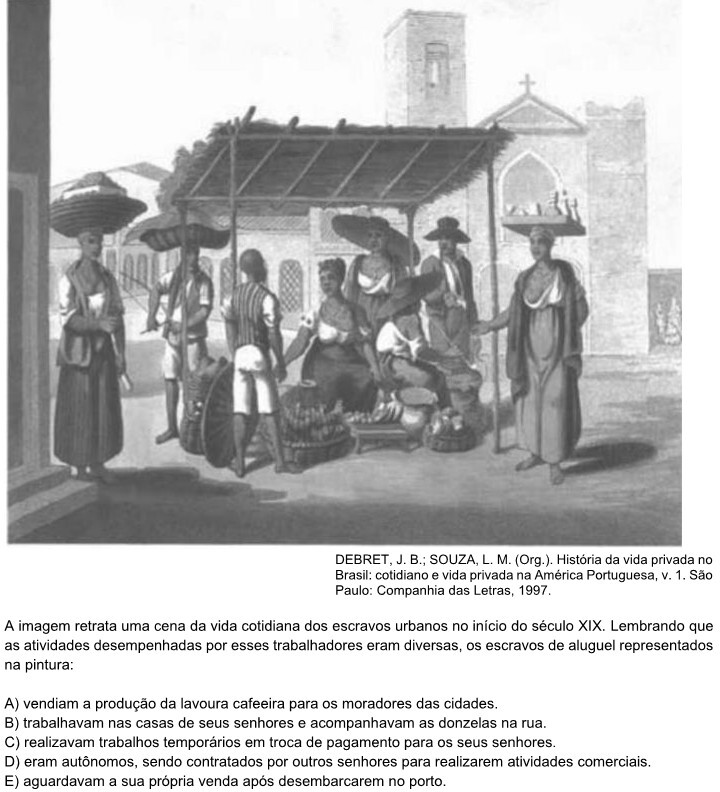 DEBRET, J. B.; SOUZA, L. M. (Org.). História da vida privada no
Brasil: cotidiano e vida privada na América Portuguesa, v. 1. São
Paulo: Companhia das Letras, 1997.
A imagem retrata uma cena da vida cotidiana dos escravos urbanos no início do século XIX. Lembrando que
as atividades desempenhadas por esses trabalhadores eram diversas, os escravos de aluguel representados
na pintura:
A) vendiam a produção da lavoura cafeeira para os moradores das cidades.
B) trabalhavam nas casas de seus senhores e acompanhavam as donzelas na rua.
C) realizavam trabalhos temporários em troca de pagamento para os seus senhores.
D) eram autônomos, sendo contratados por outros senhores para realizarem atividades comerciais.
E) aguardavam a sua própria venda após desembarcarem no porto.